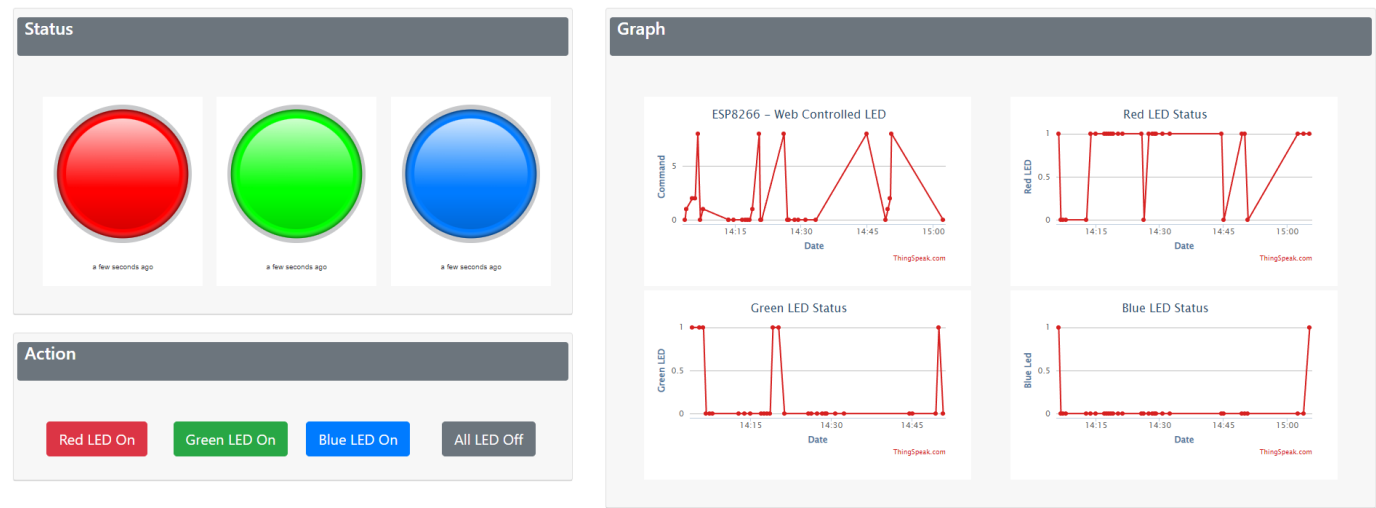 Status
a few seconds ago
a few seconds ago
a few seconds ago
Action
Red LED On
Green LED On
Blue LED On
All LED Off
Graph
ESP8266 – Web Controlled LED
Command
5
0
14:15 14:30 14:45 15:00
Date
ThingSpeak.com
Red LED Status
Red LED
1
0.5
0
14:15 14:30 14:45 15:00
Date
ThingSpeak.com
Green LED Status
Green LED
1
0.5
0
14:15 14:30 14:45
Date
ThingSpeak.com
Blue LED Status
Blue Led
1
0.5
0
14:15 14:30 14:45 15:00
Date
ThingSpeak.com